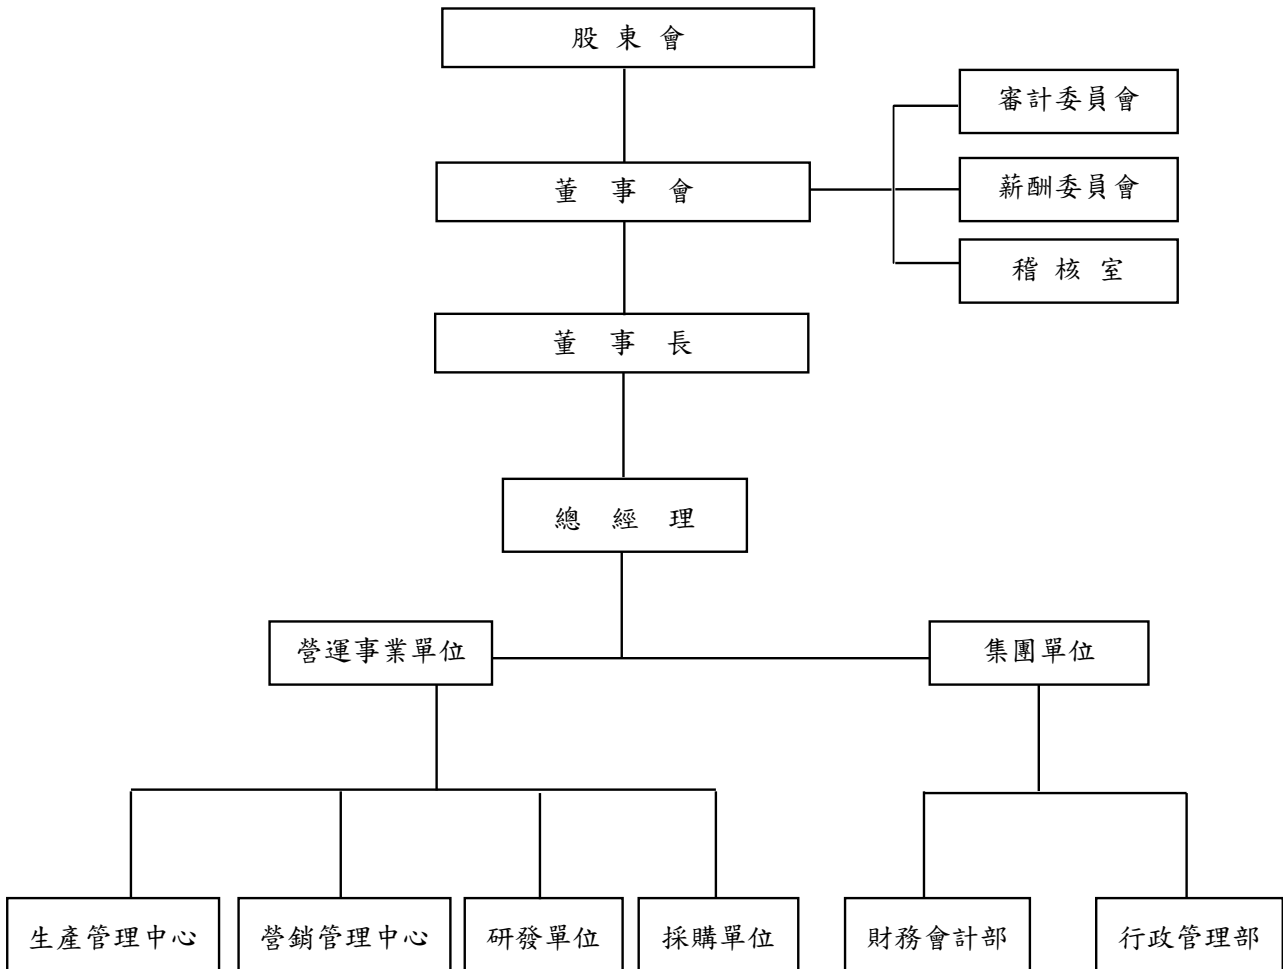 股東會
審計委員會
董事會
薪酬委員會
稽核室
董事長
總經理
營運事業單位
集團單位
生產管理中心
營銷管理中心
研發單位
採購單位
財務會計部
行政管理部